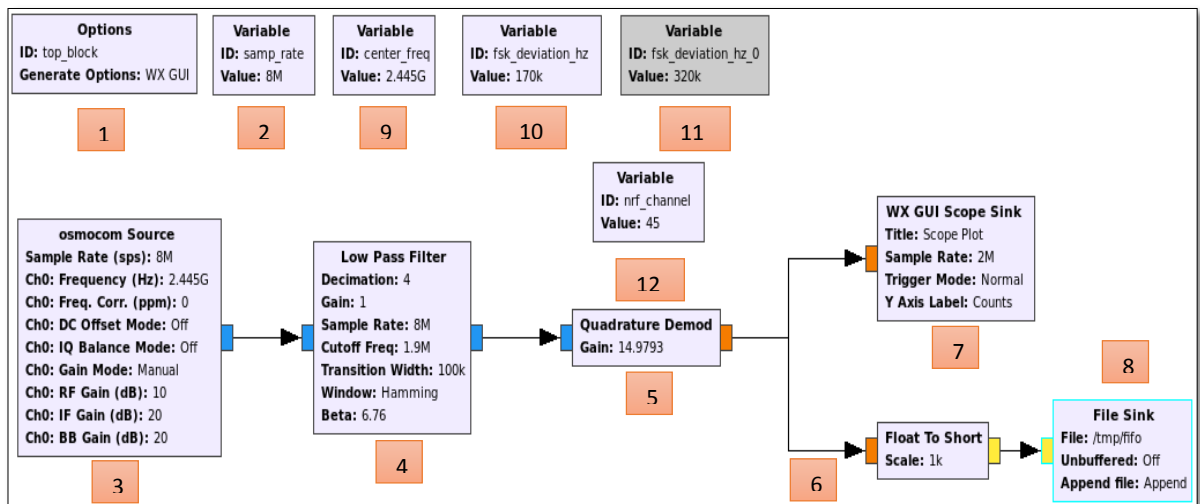 Options
ID: top_block
Generate Options: WX GUI
1
Variable
ID: samp_rate
Value: 8M
2
Variable
ID: center_freq
Value: 2.445G
9
Variable
ID: fsk_deviation_hz
Value: 170k
10
Variable
ID: fsk_deviation_hz_0
Value: 320k
11
Variable
ID: nrf_channel
Value: 45
12
osmocom Source
Sample Rate (sps): 8M
Ch0: Frequency (Hz): 2.445G
Ch0: Freq. Corr. (ppm): 0
Ch0: DC Offset Mode: Off
Ch0: IQ Balance Mode: Off
Ch0: Gain Mode: Manual
Ch0: RF Gain (dB): 10
Ch0: IF Gain (dB): 20
Ch0: BB Gain (dB): 20
3
Low Pass Filter
Decimation: 4
Gain: 1
Sample Rate: 8M
Cutoff Freq: 1.9M
Transition Width: 100k
Window: Hamming
Beta: 6.76
4
Quadrature Demod
Gain: 14.9793
5
WX GUI Scope Sink
Title: Scope Plot
Sample Rate: 2M
Trigger Mode: Normal
Y Axis Label: Counts
7
Float To Short
Scale: 1k
6
8
File Sink
File: /tmp/fifo
Unbuffered: Off
Append file: Append